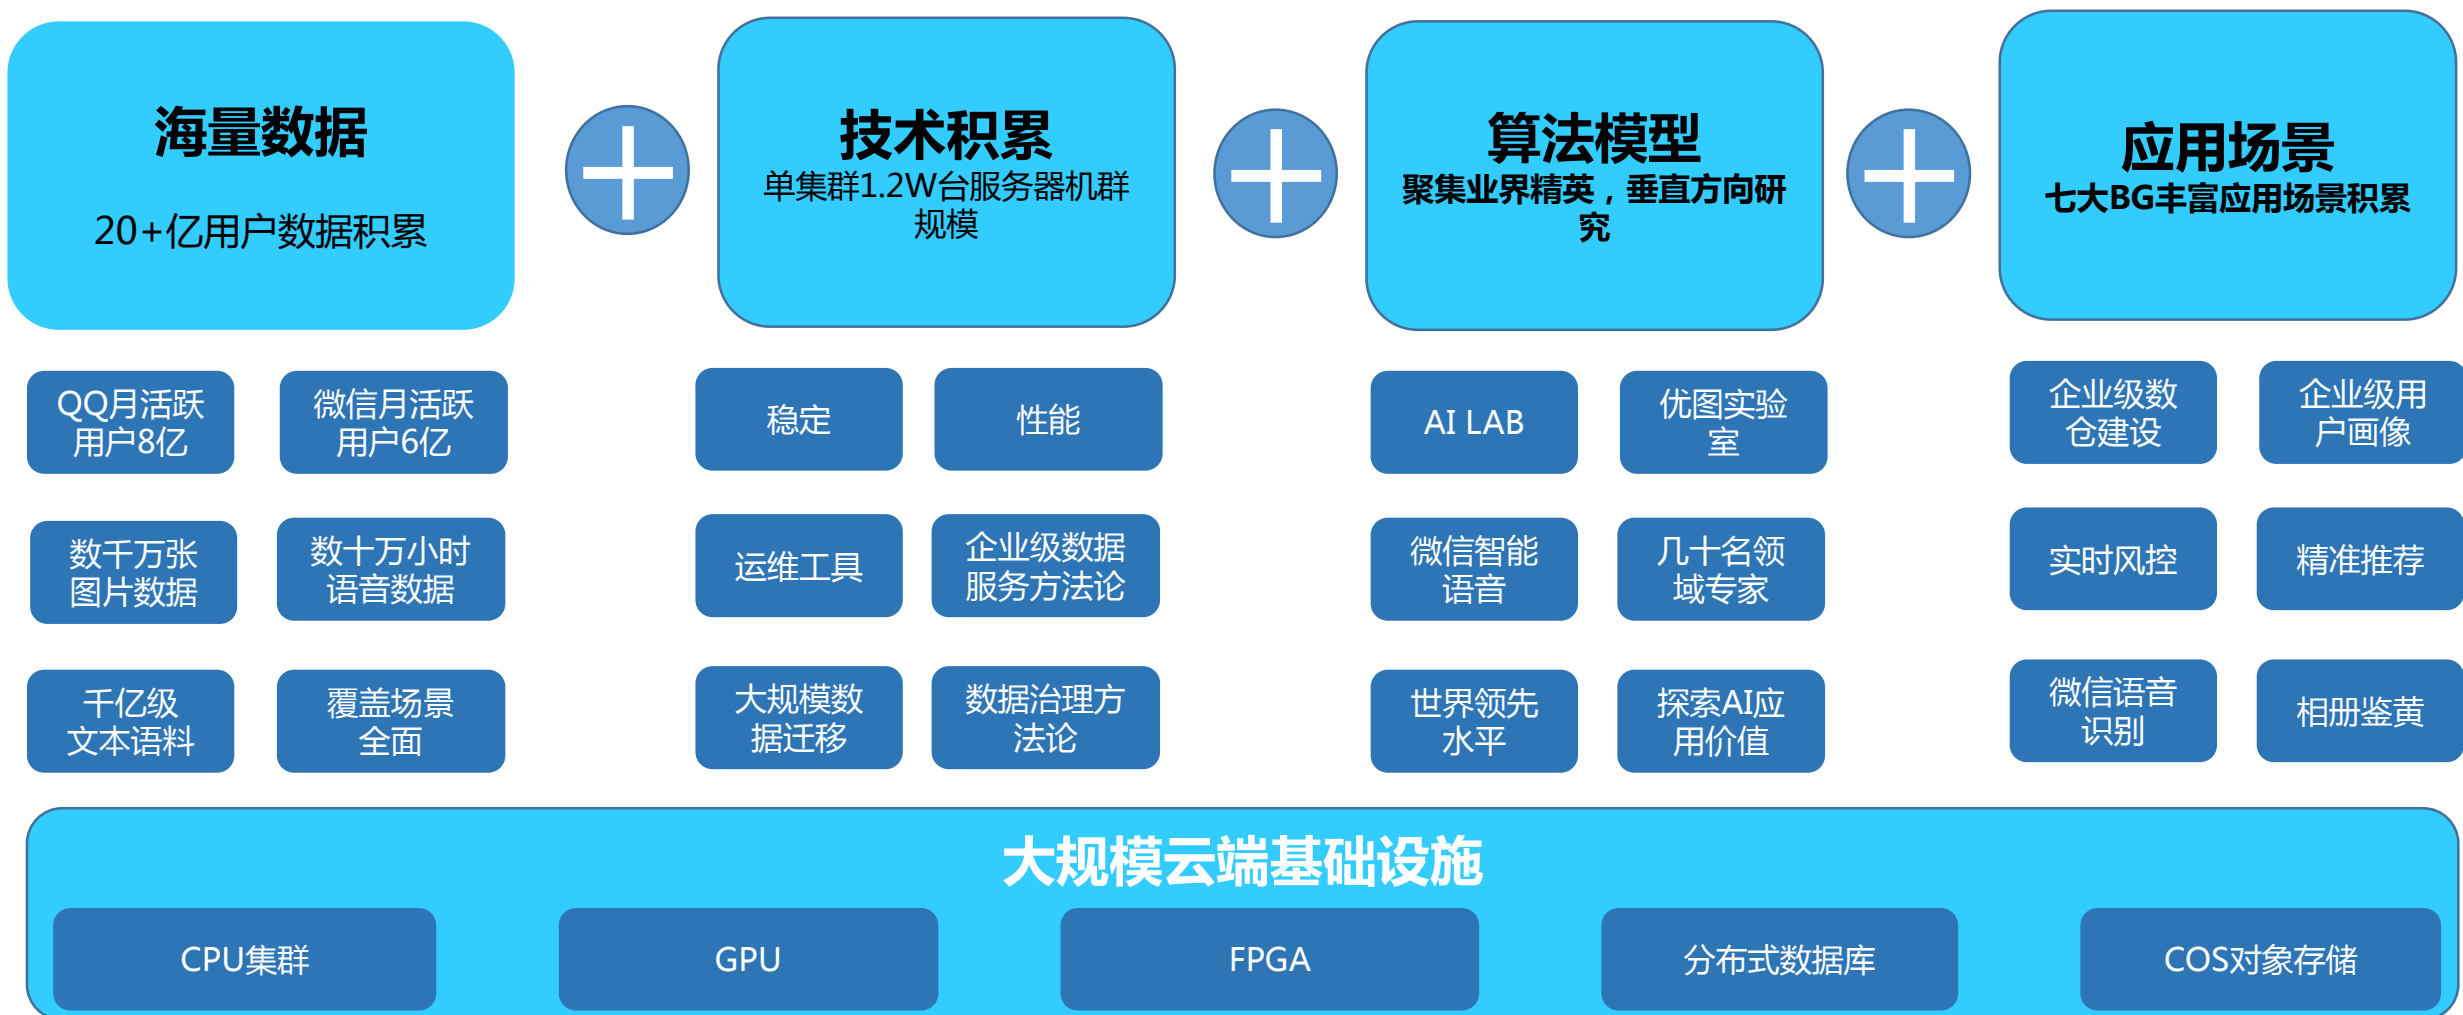 海量数据
20+亿用户数据积累
技术积累
单集群1.2W台服务器机群
规模
算法模型
聚集业界精英，垂直方向研
究
应用场景
七大BG丰富应用场景积累
QQ月活跃
用户8亿
微信月活跃
用户6亿
数千万张
图片数据
数十万小时
语音数据
千亿级
文本语料
覆盖场景
全面
稳定
性能
运维工具
企业级数据
服务方法论
大规模数
据迁移
数据治理方
法论
AI LAB
优图实验
室
微信智能
语音
几十名领
域专家
世界领先
水平
探索AI应
用价值
企业级数
仓建设
企业级用
户画像
实时风控
精准推荐
微信语音
识别
相册鉴黄
大规模云端基础设施
CPU集群
GPU
FPGA
分布式数据库
COS对象存储